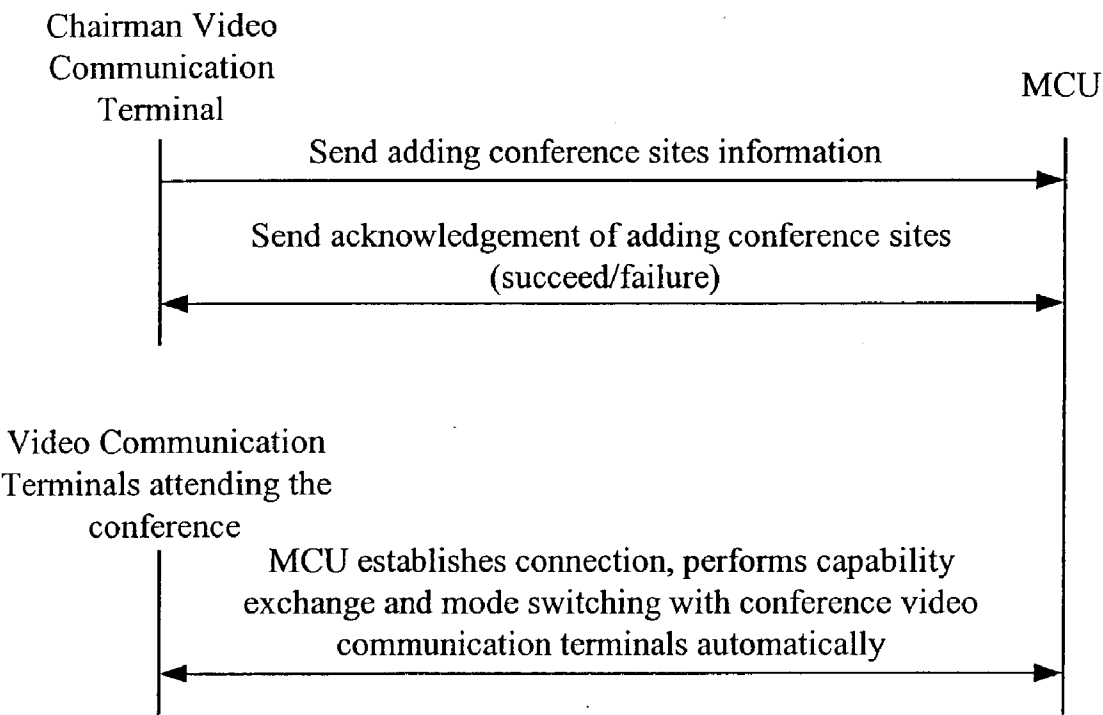 Chairman Video
Communication
Terminal
MCU
Send adding conference sites information
Send acknowledgement of adding conference sites
(succeed/failure)
Video Communication
Terminals attending the
conference
MCU establishes connection, performs capability
exchange and mode switching with conference video
communication terminals automatically